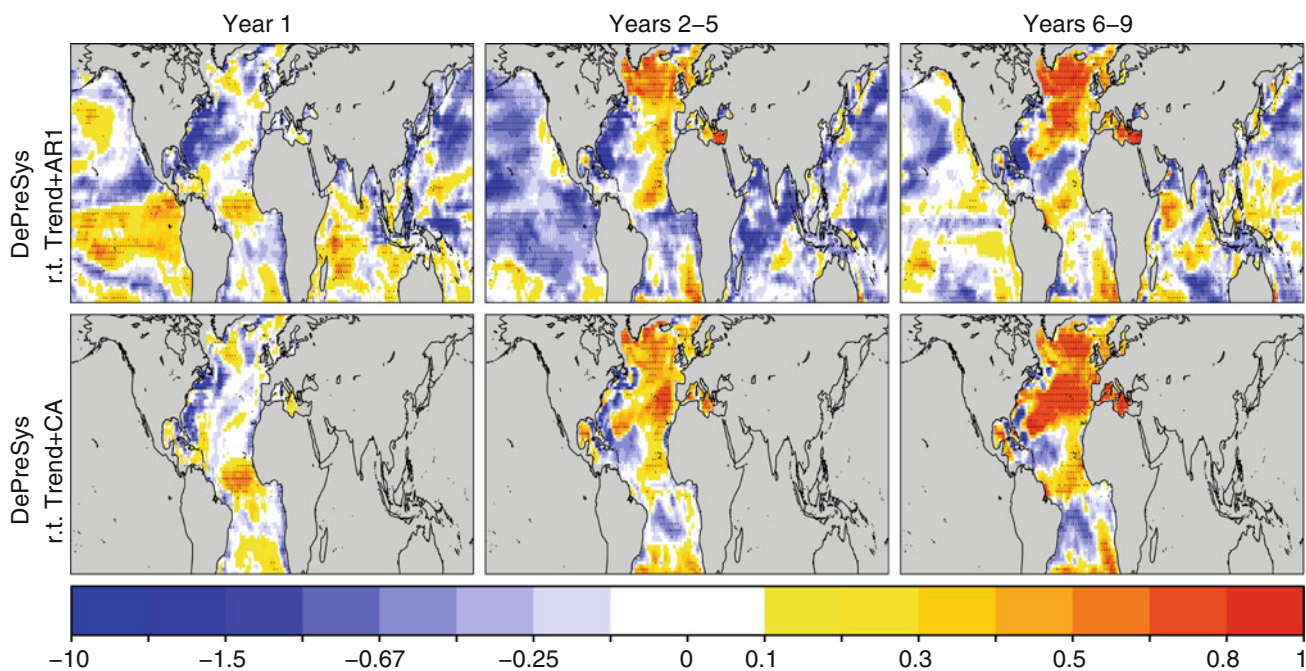 Year 1
Years 2–5
Years 6–9
DePreSys
r.t. Trend+AR1
DePreSys
r.t. Trend+CA
−10 −1.5 −0.67 −0.25 0 0.1 0.3 0.5 0.8 1